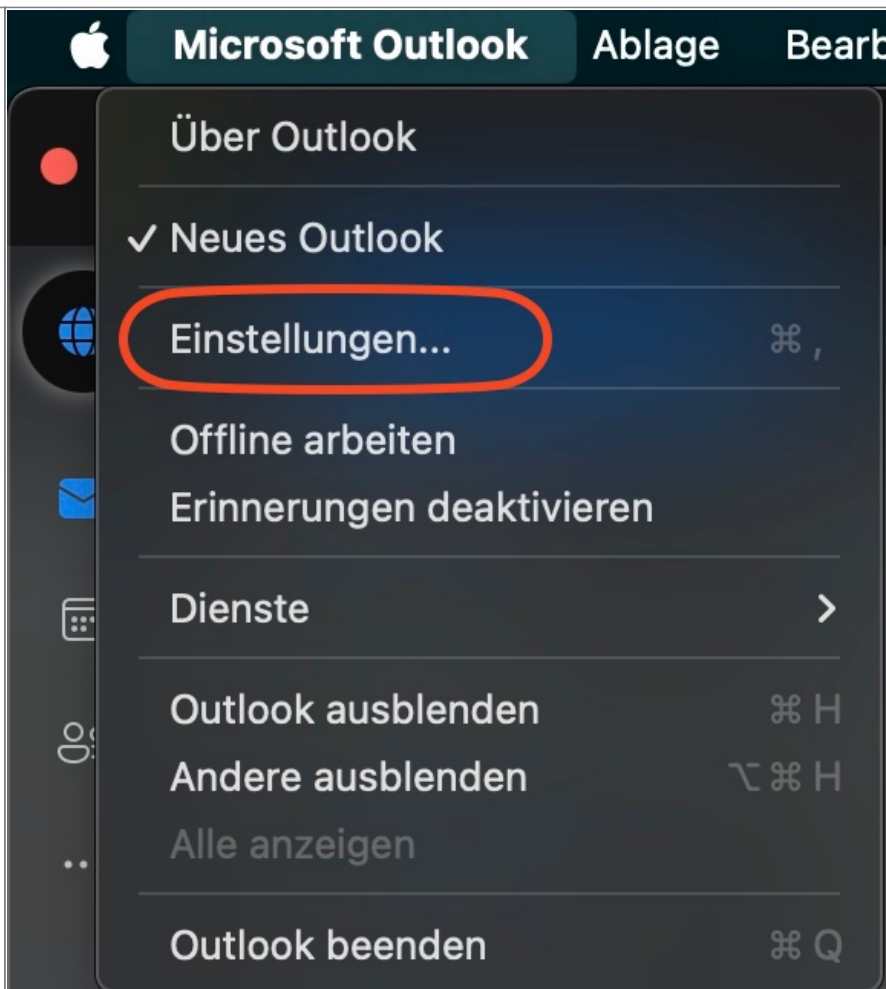 Microsoft Outlook Ablage Bearb
Über Outlook
✓ Neues Outlook
Einstellungen... ⌘ ,
Offline arbeiten
Erinnerungen deaktivieren
Dienste >
Outlook ausblenden ⌘ H
Andere ausblenden ⌥ ⌘ H
Alle anzeigen
Outlook beenden ⌘ Q